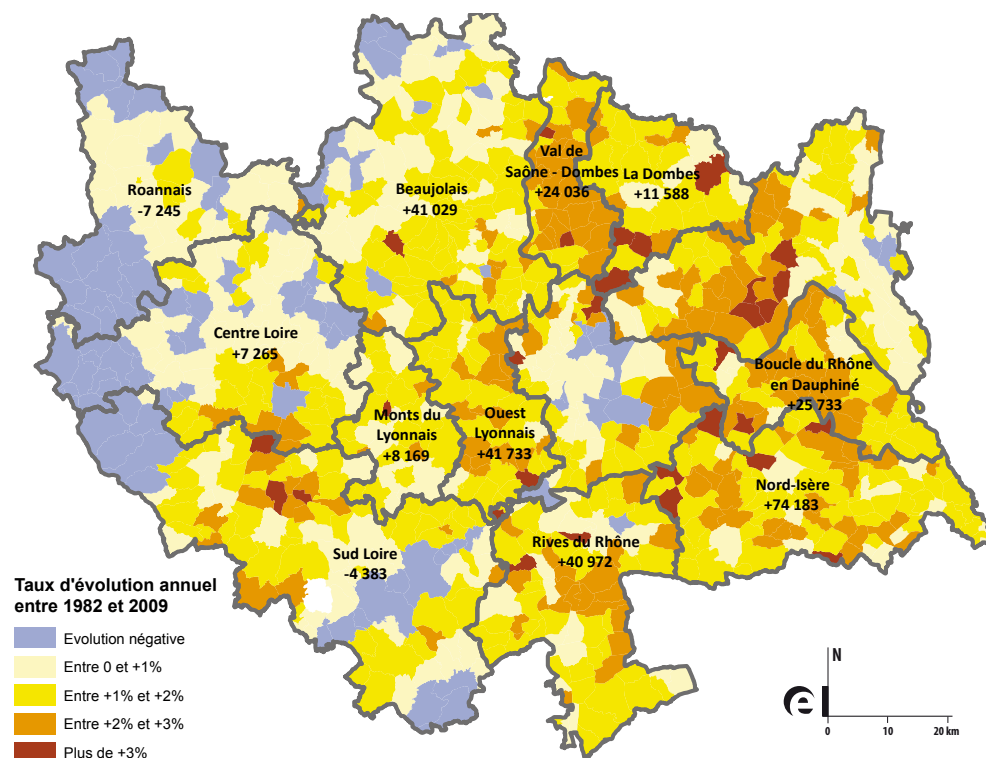 Roannais
-7 245
Beaujolais
+41 029
Val de
Saône - Dombes
+24 036
La Dombes
+11 588
Centre Loire
+7 265
Monts du
Lyonnais
+8 169
Ouest
Lyonnais
+41 733
Boucle du Rhône
en Dauphiné
+25 733
Nord-Isère
+74 183
Sud Loire
-4 383
Rives du Rhône
+40 972
Taux d'évolution annuel
entre 1982 et 2009
Evolution négative
Entre 0 et +1%
Entre +1% et +2%
Entre +2% et +3%
Plus de +3%
N
el
0 10 20 km